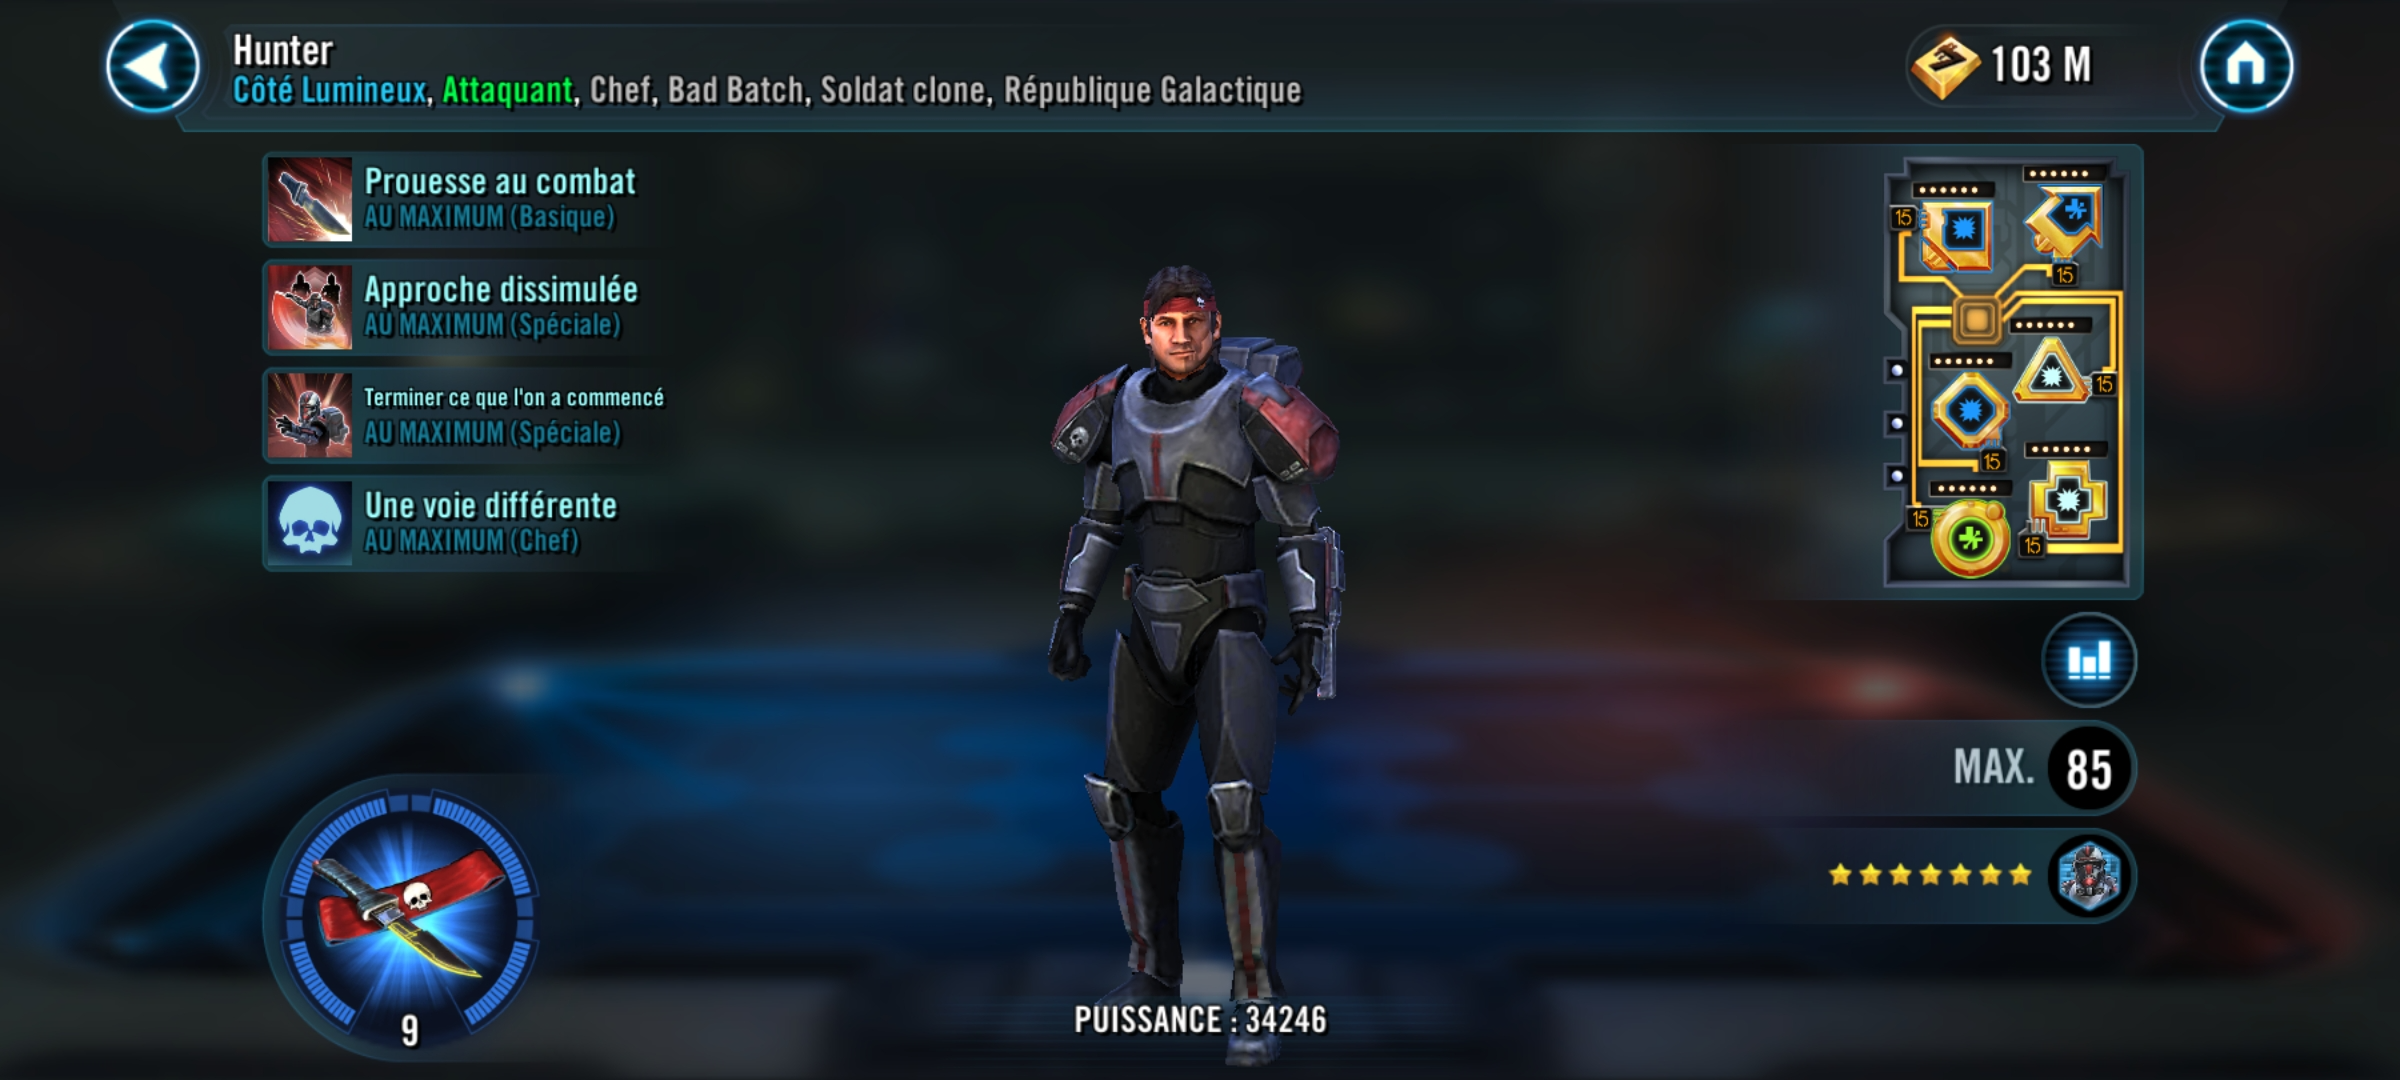 Hunter
Côté Lumineux, Attaquant, Chef, Bad Batch, Soldat clone, République Galactique
103 M
Prouesse au combat
AU MAXIMUM (Basique)
Approche dissimulée
AU MAXIMUM (Spéciale)
Terminer ce que l'on a commencé
AU MAXIMUM (Spéciale)
Une voie différente
AU MAXIMUM (Chef)
15
15
15
15
15
15
MAX. 85
9
PUISSANCE : 34246